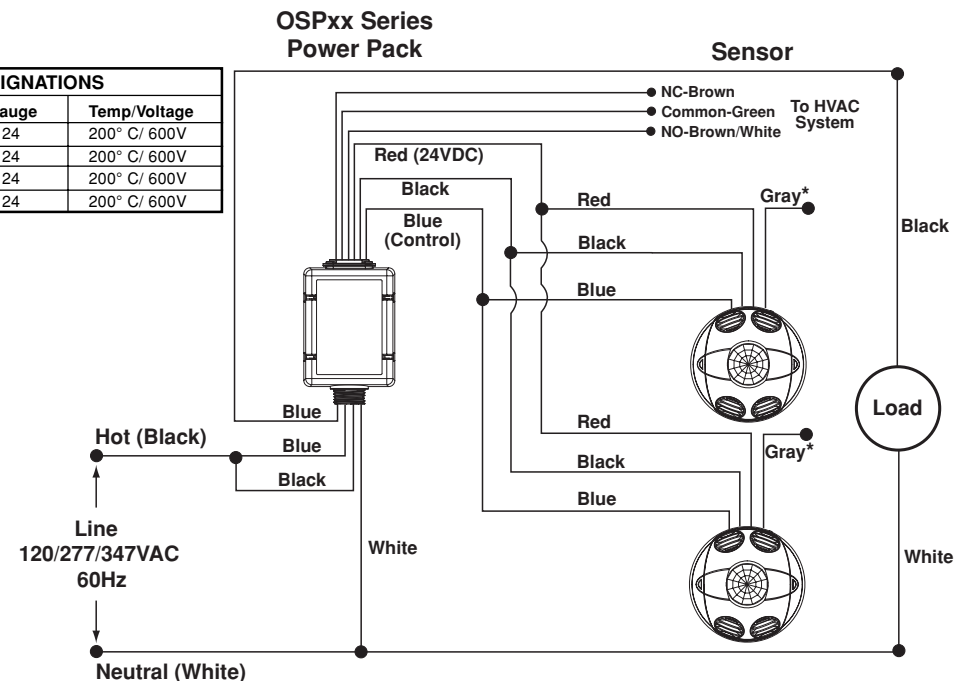 OSPxx Series
Power Pack
Sensor
IGNATIONS
auge Temp/Voltage
24 200° C/ 600V
24 200° C/ 600V
24 200° C/ 600V
24 200° C/ 600V
NC-Brown
Common-Green
NO-Brown/White
To HVAC
System
Red (24VDC)
Black
Blue
(Control)
Red
Gray*
Black
Blue
Black
Load
Red
Gray*
Black
Blue
White
Blue
Hot (Black)
Blue
Black
Line
120/277/347VAC
60Hz
White
Neutral (White)